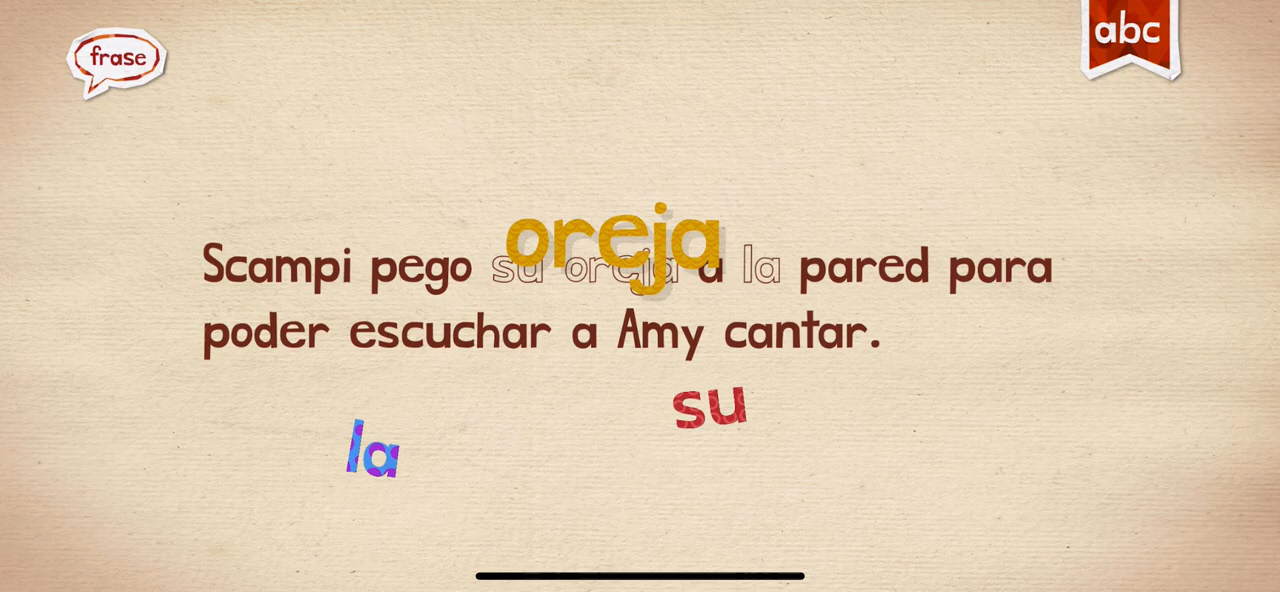 frase
abc
oreja
Scampi pego su oreja a la pared para
poder escuchar a Amy cantar.
su
la